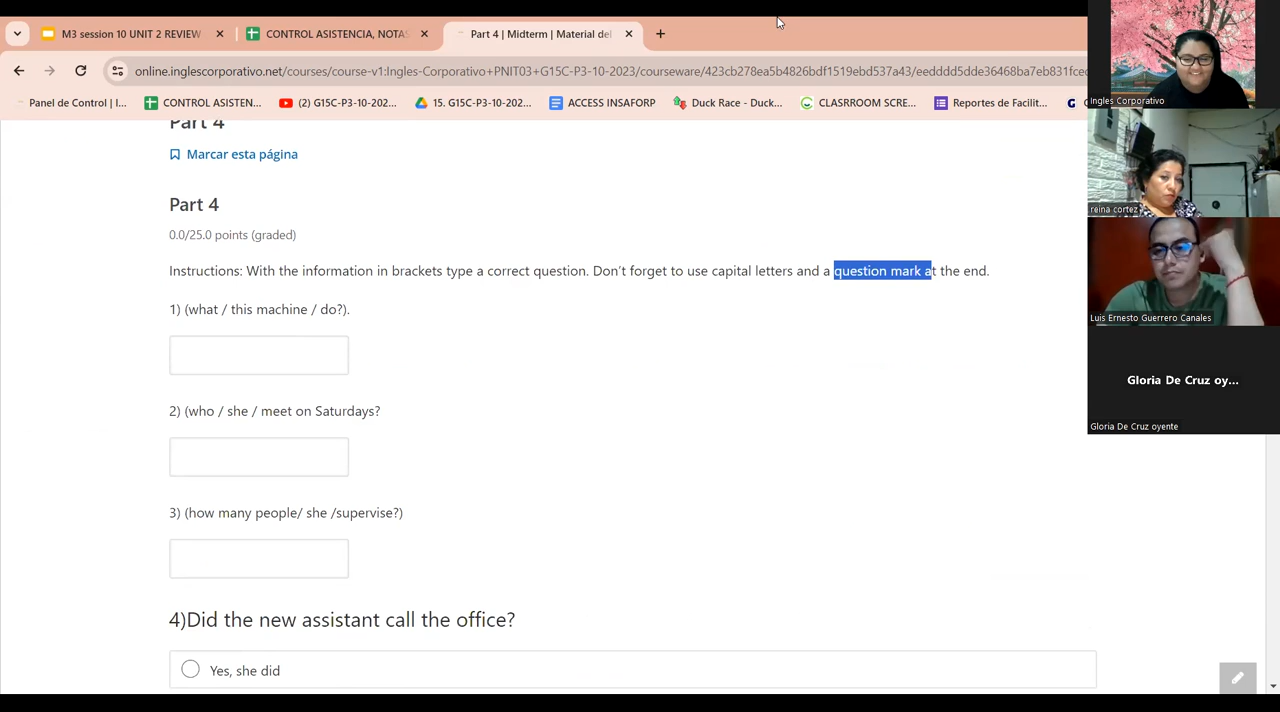 M3 session 10 UNIT 2 REVIEW
CONTROL ASISTENCIA, NOTAS
Part 4 | Midterm | Material del
online.inglescorporativo.net/courses/course-v1:Ingles-Corporativo+PNIT03+G15C-P3-10-2023/courseware/423cb278ea5b4826bdf1519ebd537a43/eedddd5dde36468ba7eb831fced
Panel de Control | I...
CONTROL ASISTEN...
(2) G15C-P3-10-202...
15. G15C-P3-10-202...
ACCESS INSAFORP
Duck Race - Duck...
CLASRROOM SCRE...
Reportes de Facilit...
Part 4
Marcar esta página
Part 4
0.0/25.0 points (graded)
Instructions: With the information in brackets type a correct question. Don't forget to use capital letters and a question mark at the end.
1) (what / this machine / do?).
2) (who / she / meet on Saturdays?
3) (how many people/ she /supervise?)
4)Did the new assistant call the office?
Yes, she did
Ingles Corporativo
reina cortez
Luis Ernesto Guerrero Canales
Gloria De Cruz oy...
Gloria De Cruz oyente